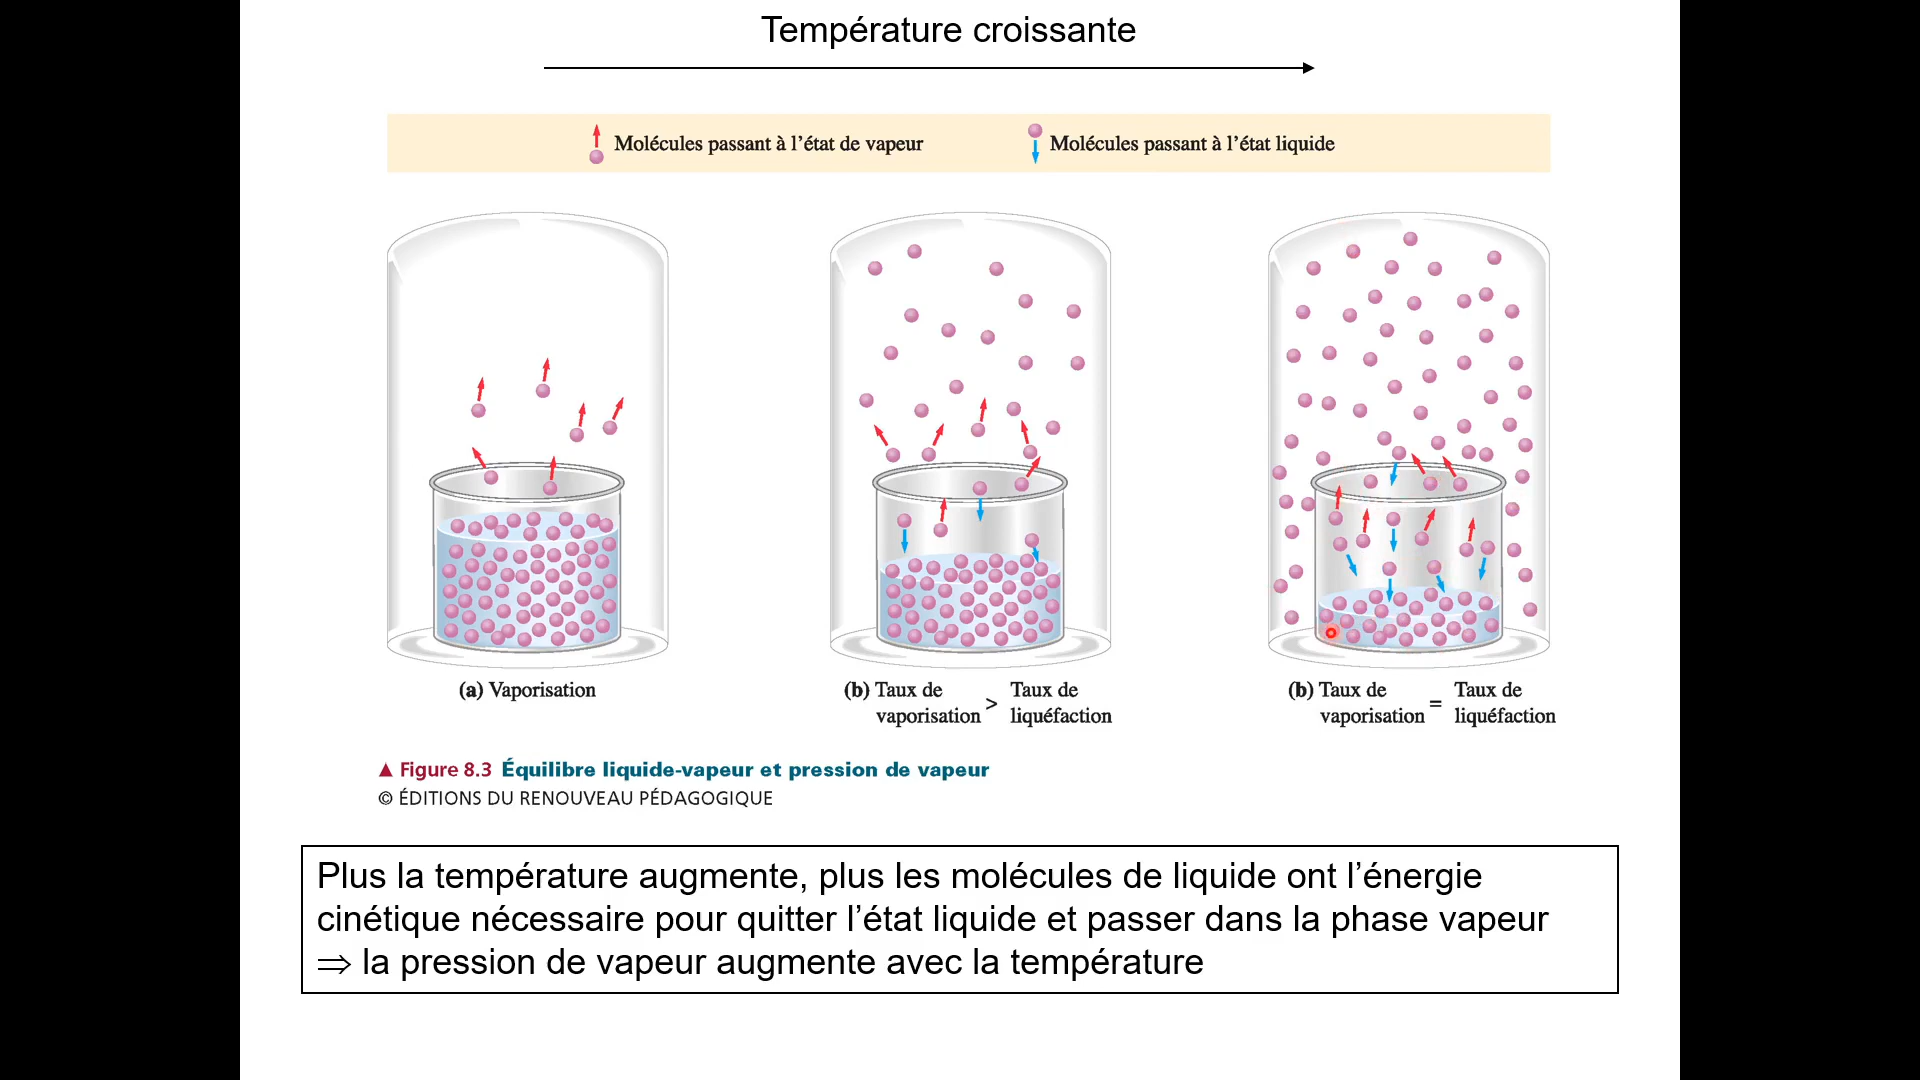 Température croissante
Molécules passant à l’état de vapeur
Molécules passant à l’état liquide
(a) Vaporisation
(b) Taux de vaporisation > Taux de liquéfaction
(b) Taux de vaporisation = Taux de liquéfaction
▲ Figure 8.3 Équilibre liquide-vapeur et pression de vapeur
© ÉDITIONS DU RENOUVEAU PÉDAGOGIQUE
Plus la température augmente, plus les molécules de liquide ont l’énergie
cinétique nécessaire pour quitter l’état liquide et passer dans la phase vapeur
⇒ la pression de vapeur augmente avec la température